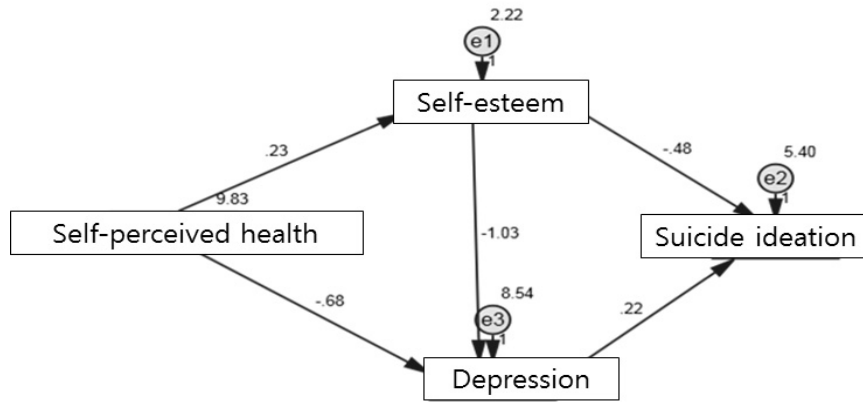 2.22
e1
1
Self-esteem
.23
-.48
5.40
e2
1
9.83
Self-perceived health
-1.03
Suicide ideation
-.68
8.54
e3
1
.22
Depression